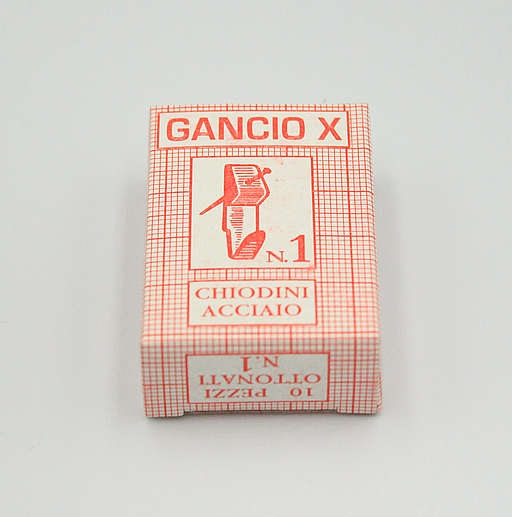 GANCIO X
N.1
CHIODINI
ACCIAIO
10 PEZZI
OTTONATI
N.1